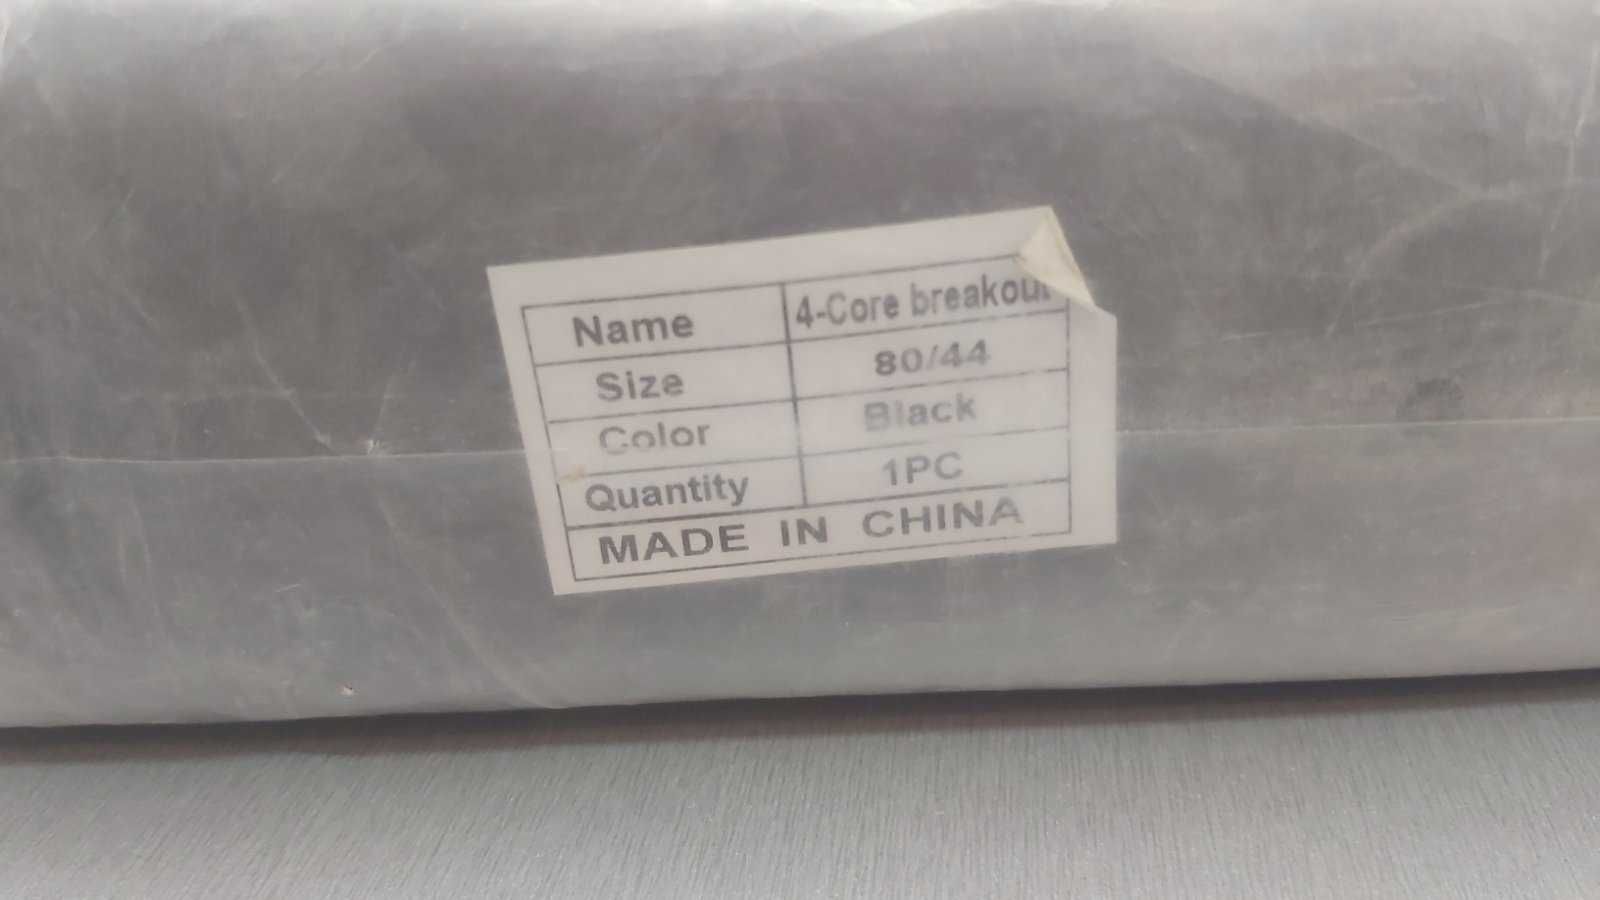 Name 4-Core breakout
Size 80/44
Color Black
Quantity 1PC
MADE IN CHINA